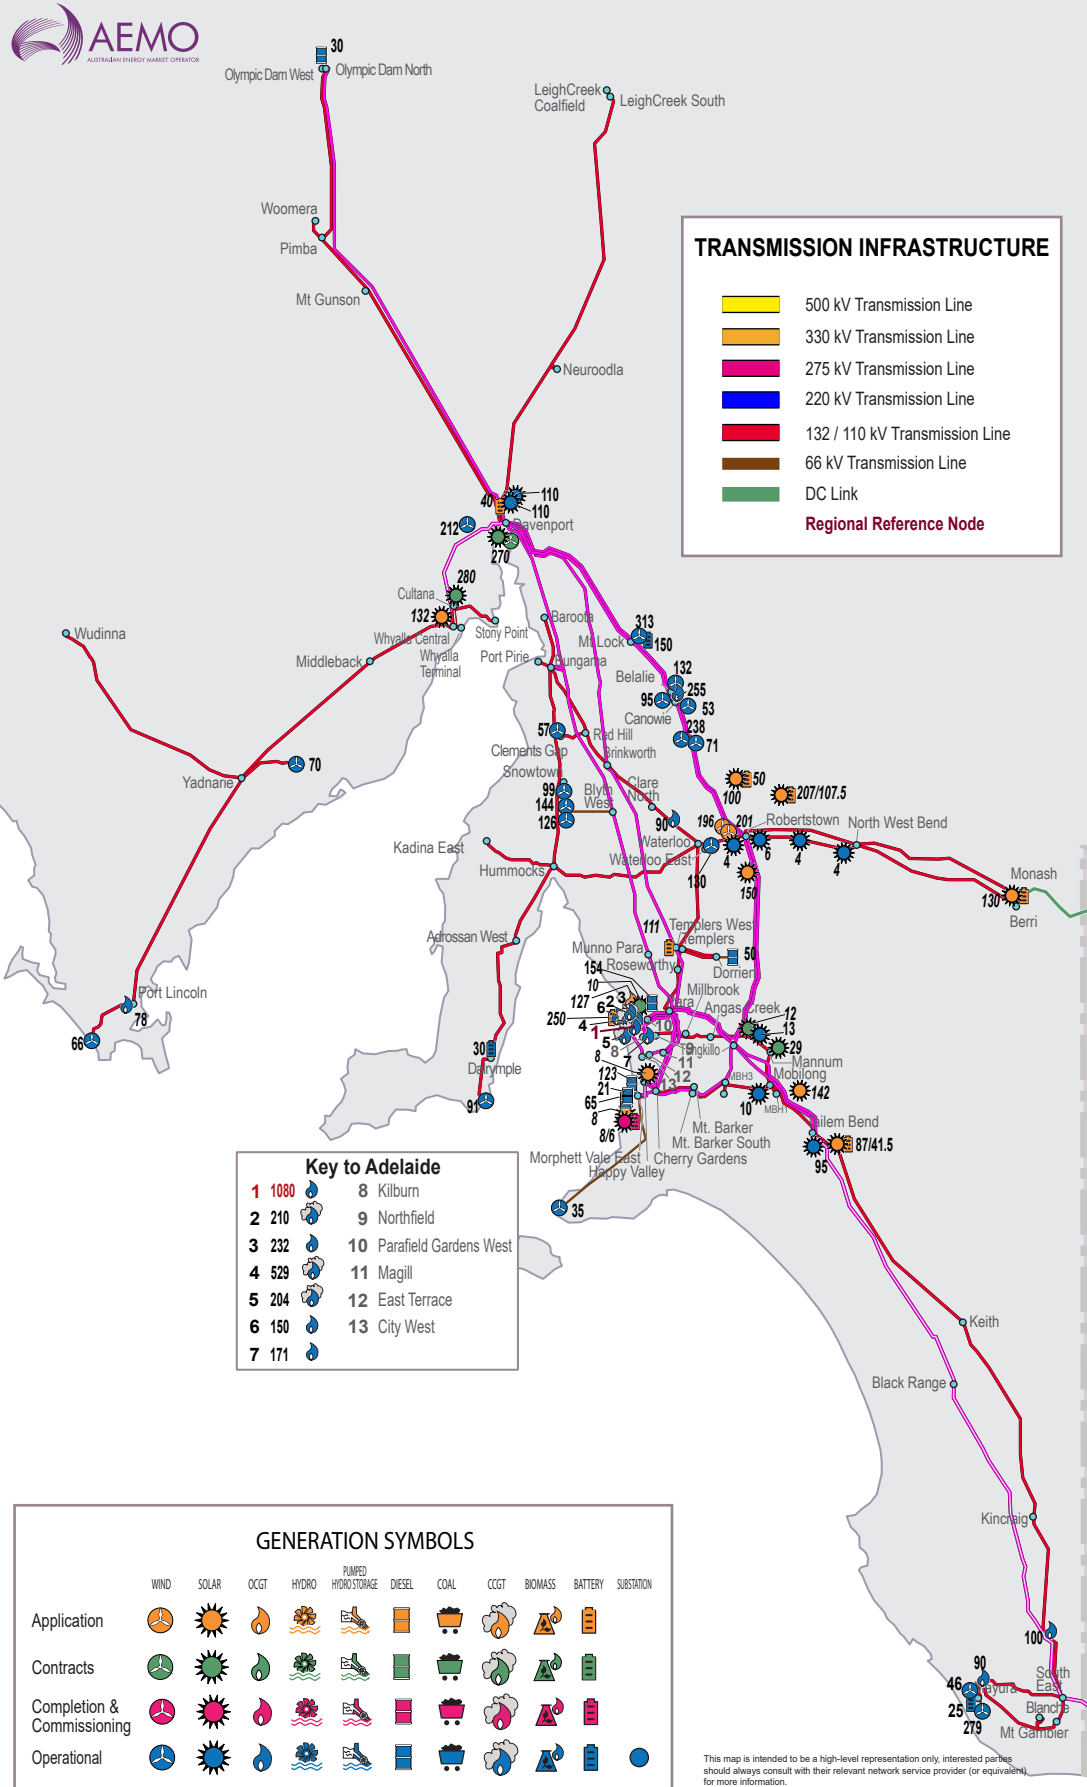 AEMO
AUSTRALIAN ENERGY MARKET OPERATOR
30
Olympic Dam West
Olympic Dam North
LeighCreek
Coalfield
LeighCreek South
Woomera
Pimba
Mt Gunson
Neuroodla
TRANSMISSION INFRASTRUCTURE
500 kV Transmission Line
330 kV Transmission Line
275 kV Transmission Line
220 kV Transmission Line
132 / 110 kV Transmission Line
66 kV Transmission Line
DC Link
Regional Reference Node
40
110
110
212
Davenport
270
280
Cultana
132
Whyalla Central
Stony Point
Whyalla
Terminal
Wudinna
Middleback
Baroota
Port Pirie
Bungama
313
Mt Lock
150
Belalie
132
255
95
53
Canowie
238
71
57
Red Hill
Clements Gap
Brinkworth
Snowtown
70
Yadnarie
99
Blyth
West
144
126
Clare
North
50
100
207/107.5
90
196
201
Robertstown
North West Bend
Waterloo
Waterloo East
130
4
6
4
4
150
Kadina East
Hummocks
Monash
130
Berri
Adrossan West
111
Templers West
Templers
Munno Para
Roseworthy
50
Dorrien
154
10
127
Millbrook
Para
Angas Creek
3
6
2
250
4
1
5
8
7
10
9
11
12
13
Tungkillo
12
13
29
Mannum
Mobilong
8
123
21
65
8
8/6
MBH3
10
MBH1
142
Mt. Barker
Mt. Barker South
Cherry Gardens
Morphett Vale East
Happy Valley
Tailem Bend
87/41.5
95
35
Port Lincoln
78
66
30
Dalrymple
91
Key to Adelaide
1 1080 8 Kilburn
2 210 9 Northfield
3 232 10 Parafield Gardens West
4 529 11 Magill
5 204 12 East Terrace
6 150 13 City West
7 171
Keith
Black Range
Kincraig
100
90
46
25
279
South
East
Blanche
Mt Gambier
GENERATION SYMBOLS
WIND SOLAR OCGT HYDRO PUMPED HYDRO STORAGE DIESEL COAL CCGT BIOMASS BATTERY SUBSTATION
Application
Contracts
Completion &
Commissioning
Operational
This map is intended to be a high-level representation only, interested parties
should always consult with their relevant network service provider (or equivalent)
for more information.